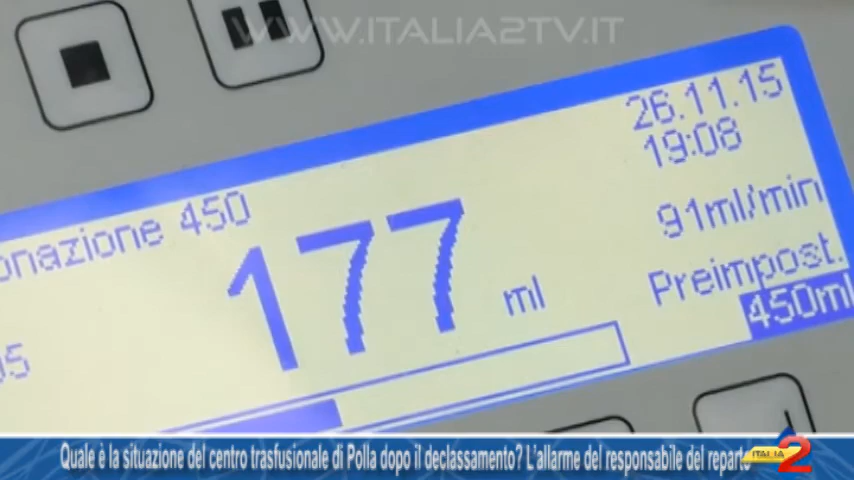 WWW.ITALIA2TV.IT
26.11.15
19:08
onazione 450
177 ml
91ml/min
Preimpost.
450ml
05
Quale è la situazione del centro trasfusionale di Polla dopo il declassamento? L'allarme del responsabile del reparto
ITALIA 2